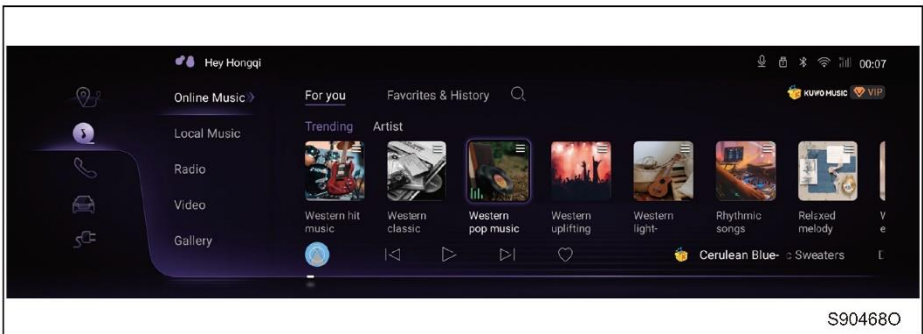 Hey Hongqi
00:07
Online Music
For you
Favorites & History
KUWO MUSIC
VIP
Local Music
Trending
Artist
Radio
Video
Gallery
Western hit
music
Western
classic
Western
pop music
Western
uplifting
Western
light-
Rhythmic
songs
Relaxed
melody
Cerulean Blue-
c Sweaters
S90468O